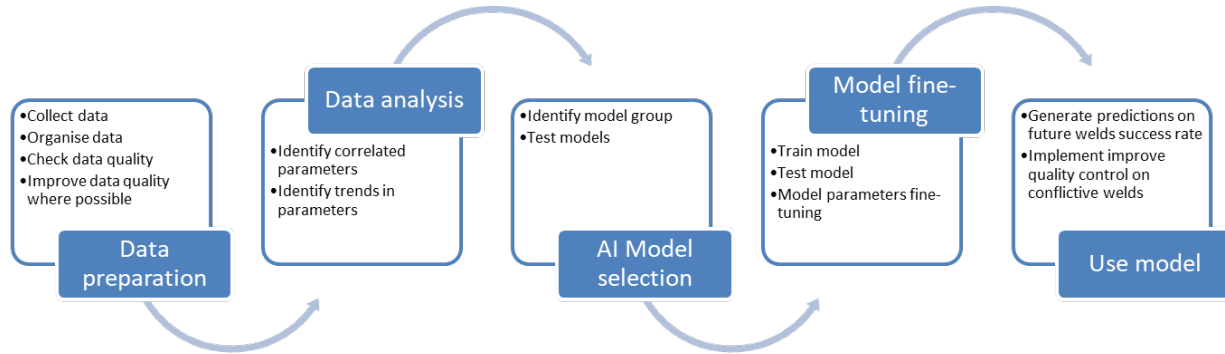 •Collect data
•Organise data
•Check data quality
•Improve data quality
where possible
Data
preparation
Data analysis
•Identify correlated
parameters
•Identify trends in
parameters
•Identify model group
•Test models
AI Model
selection
Model fine-
tuning
•Train model
•Test model
•Model parameters fine-
tuning
•Generate predictions on
future welds success rate
•Implement improve
quality control on
conflictive welds
Use model